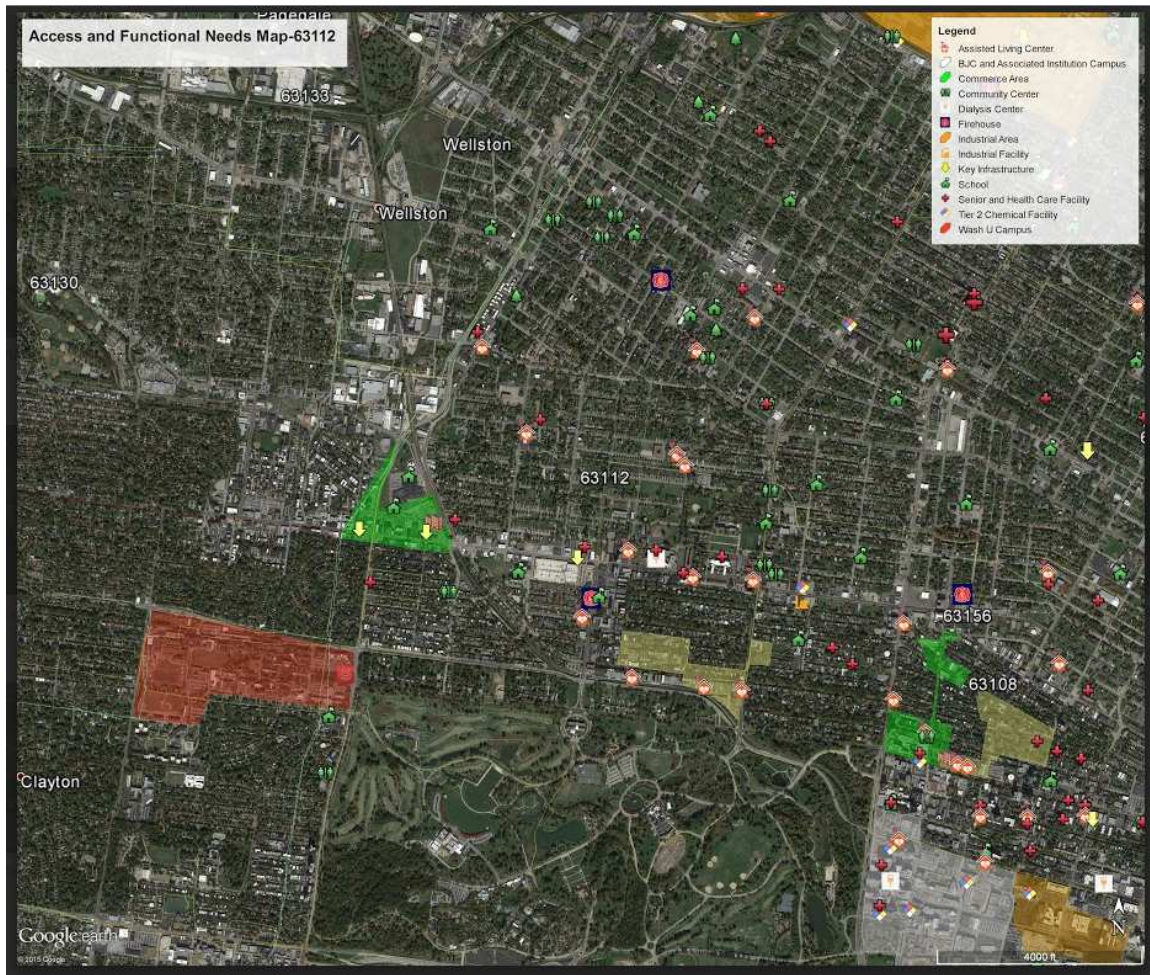 Pagedale
Access and Functional Needs Map-63112
Legend
Assisted Living Center
BJC and Associated Institution Campus
Commerce Area
Community Center
Dialysis Center
Firehouse
Industrial Area
Industrial Facility
Key Infrastructure
School
Senior and Health Care Facility
Tier 2 Chemical Facility
Wash U Campus
63133
Wellston
Wellston
63130
63112
63156
63108
Clayton
N
Google earth
© 2015 Google
4000 ft